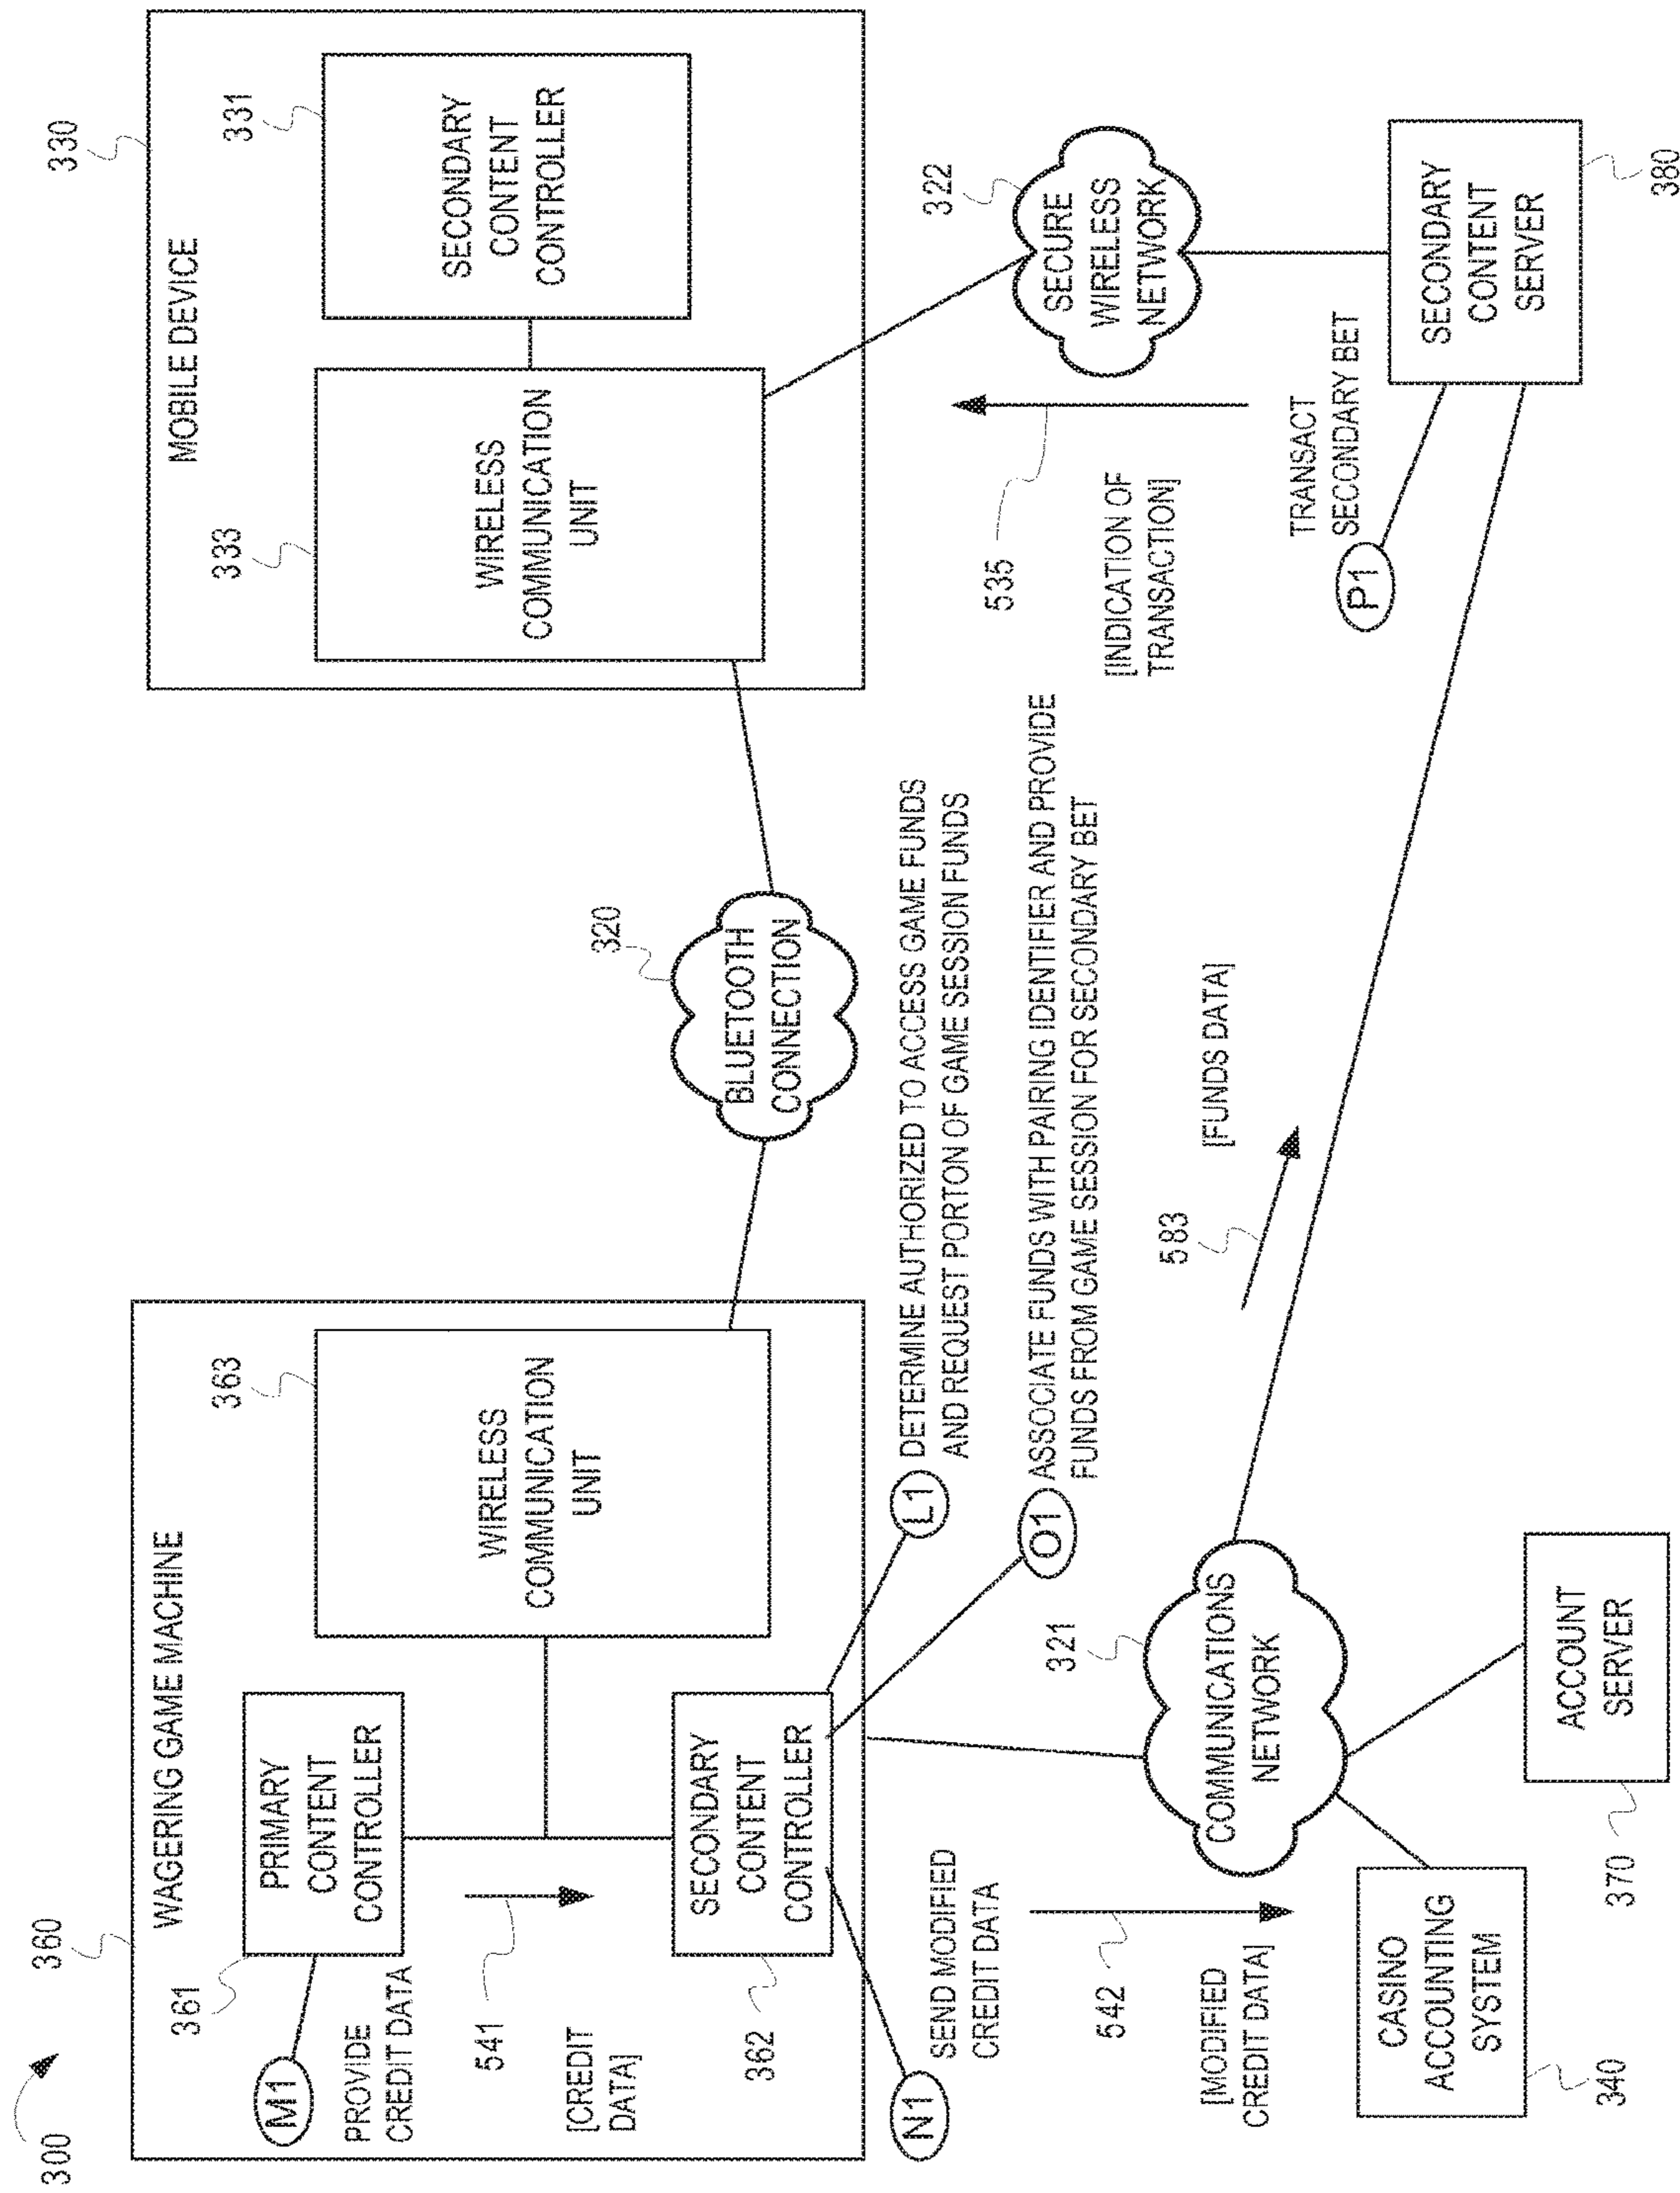 300
360
WAGERING GAME MACHINE
361
PRIMARY
CONTENT
CONTROLLER
M1
PROVIDE
CREDIT DATA
541
[CREDIT
DATA]
362
SECONDARY
CONTENT
CONTROLLER
363
WIRELESS
COMMUNICATION
UNIT
320
BLUETOOTH
CONNECTION
330
MOBILE DEVICE
333
WIRELESS
COMMUNICATION
UNIT
331
SECONDARY
CONTENT
CONTROLLER
N1
SEND MODIFIED
CREDIT DATA
542
[MODIFIED
CREDIT DATA]
L1
DETERMINE AUTHORIZED TO ACCESS GAME FUNDS
AND REQUEST PORTON OF GAME SESSION FUNDS
O1
ASSOCIATE FUNDS WITH PAIRING IDENTIFIER AND PROVIDE
FUNDS FROM GAME SESSION FOR SECONDARY BET
321
COMMUNICATIONS
NETWORK
CASINO
ACCOUNTING
SYSTEM
340
ACCOUNT
SERVER
370
583
[FUNDS DATA]
535
[INDICATION OF
TRANSACTION]
322
SECURE
WIRELESS
NETWORK
P1
TRANSACT
SECONDARY BET
SECONDARY
CONTENT
SERVER
380